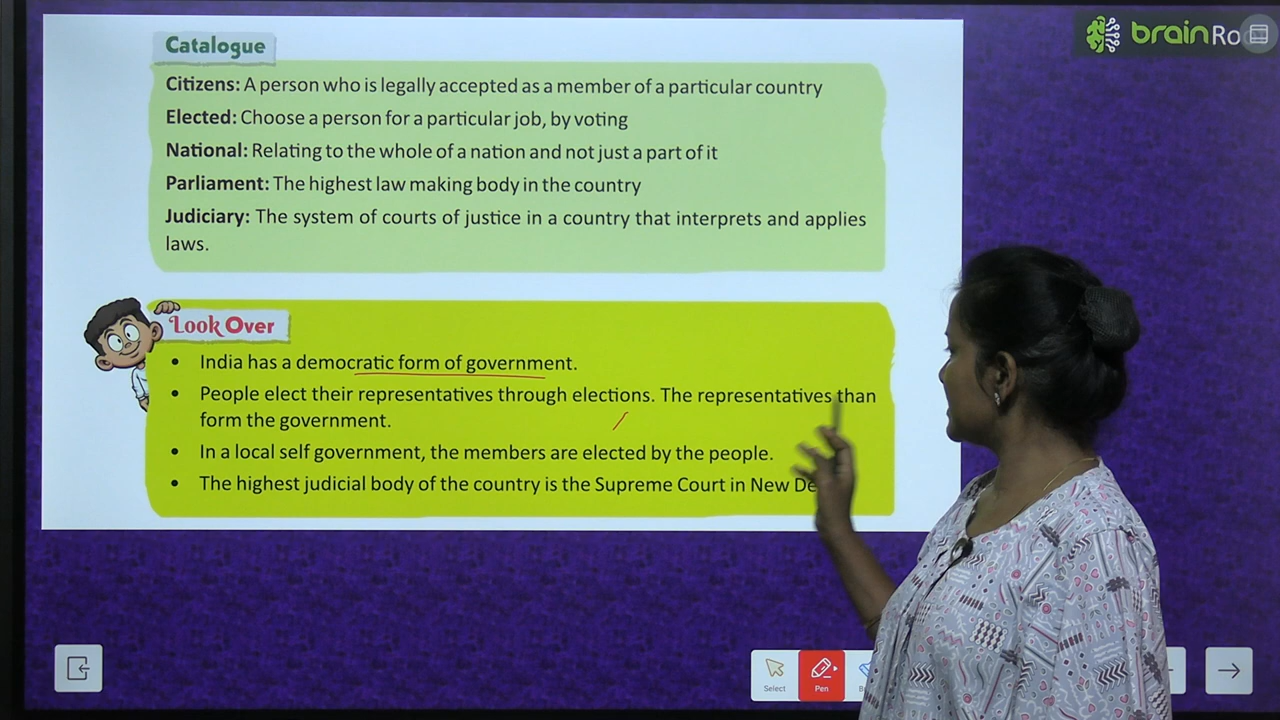 brainRo
Catalogue
Citizens: A person who is legally accepted as a member of a particular country
Elected: Choose a person for a particular job, by voting
National: Relating to the whole of a nation and not just a part of it
Parliament: The highest law making body in the country
Judiciary: The system of courts of justice in a country that interprets and applies
laws.
Look Over
• India has a democratic form of government.
• People elect their representatives through elections. The representatives than
form the government.
• In a local self government, the members are elected by the people.
• The highest judicial body of the country is the Supreme Court in New De
Select
Pen